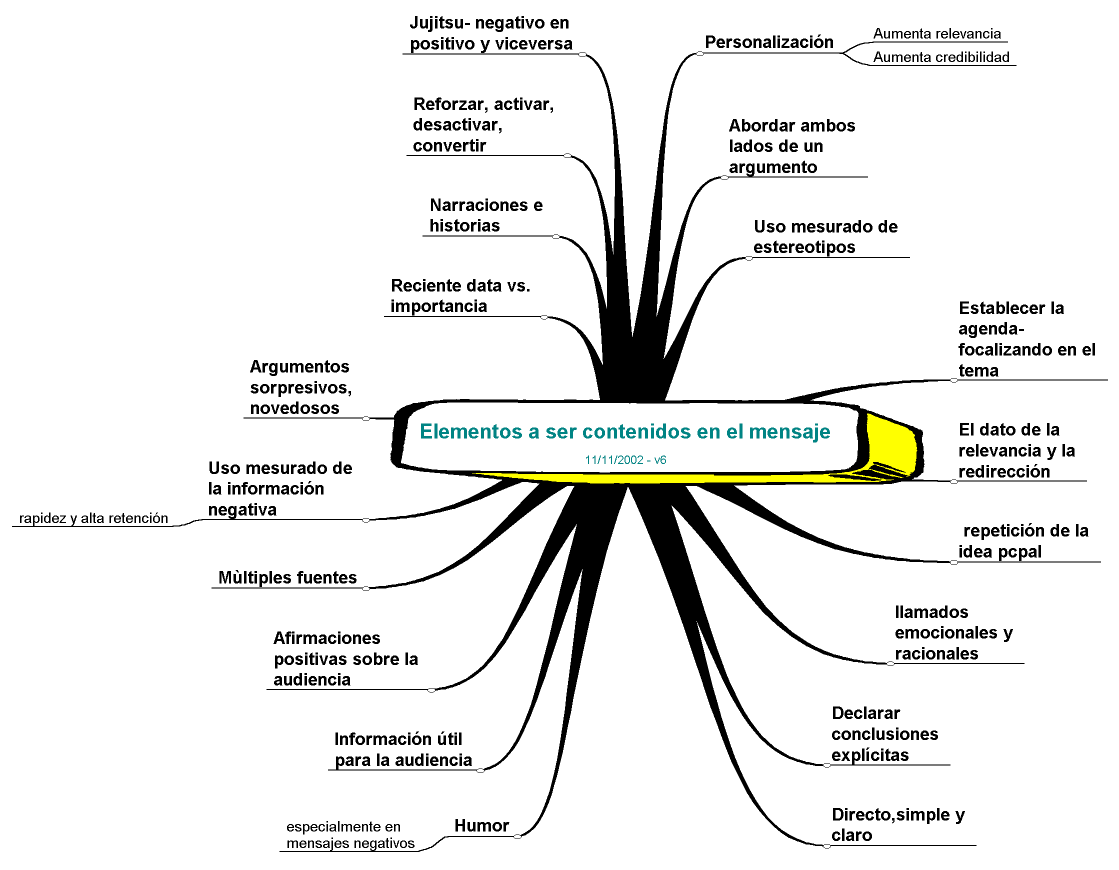 Elementos a ser contenidos en el mensaje
11/11/2002 - v6
Personalización
Aumenta relevancia
Aumenta credibilidad
Abordar ambos
lados de un
argumento
Uso mesurado de
estereotipos
Establecer la
agenda-
focalizando en el
tema
El dato de la
relevancia y la
redirección
repetición de la
idea pcpal
llamados
emocionales y
racionales
Declarar
conclusiones
explícitas
Directo,simple y
claro
Jujitsu- negativo en
positivo y viceversa
Reforzar, activar,
desactivar,
convertir
Narraciones e
historias
Reciente data vs.
importancia
Argumentos
sorpresivos,
novedosos
Uso mesurado de
la información
negativa
rapidez y alta retención
Mùltiples fuentes
Afirmaciones
positivas sobre la
audiencia
Información útil
para la audiencia
Humor
especialmente en
mensajes negativos